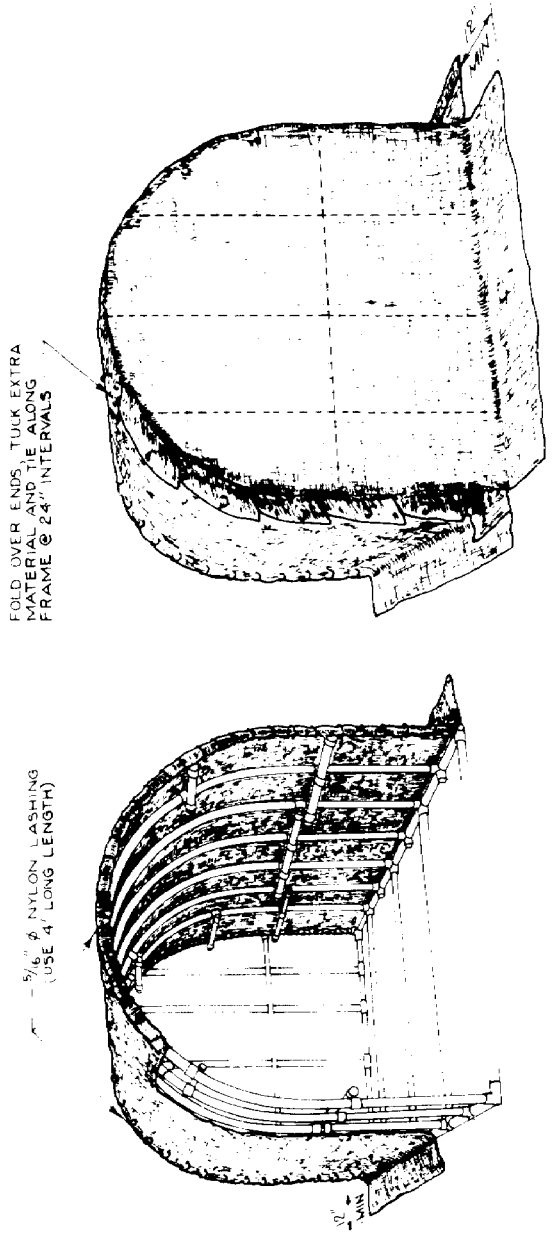 FOLD OVER ENDS, TUCK EXTRA
MATERIAL AND TIE ALONG
FRAME @ 24" INTERVALS
12"
MIN
5/16" ϕ NYLON LASHING
(USE 4' LONG LENGTH)
12"
MIN